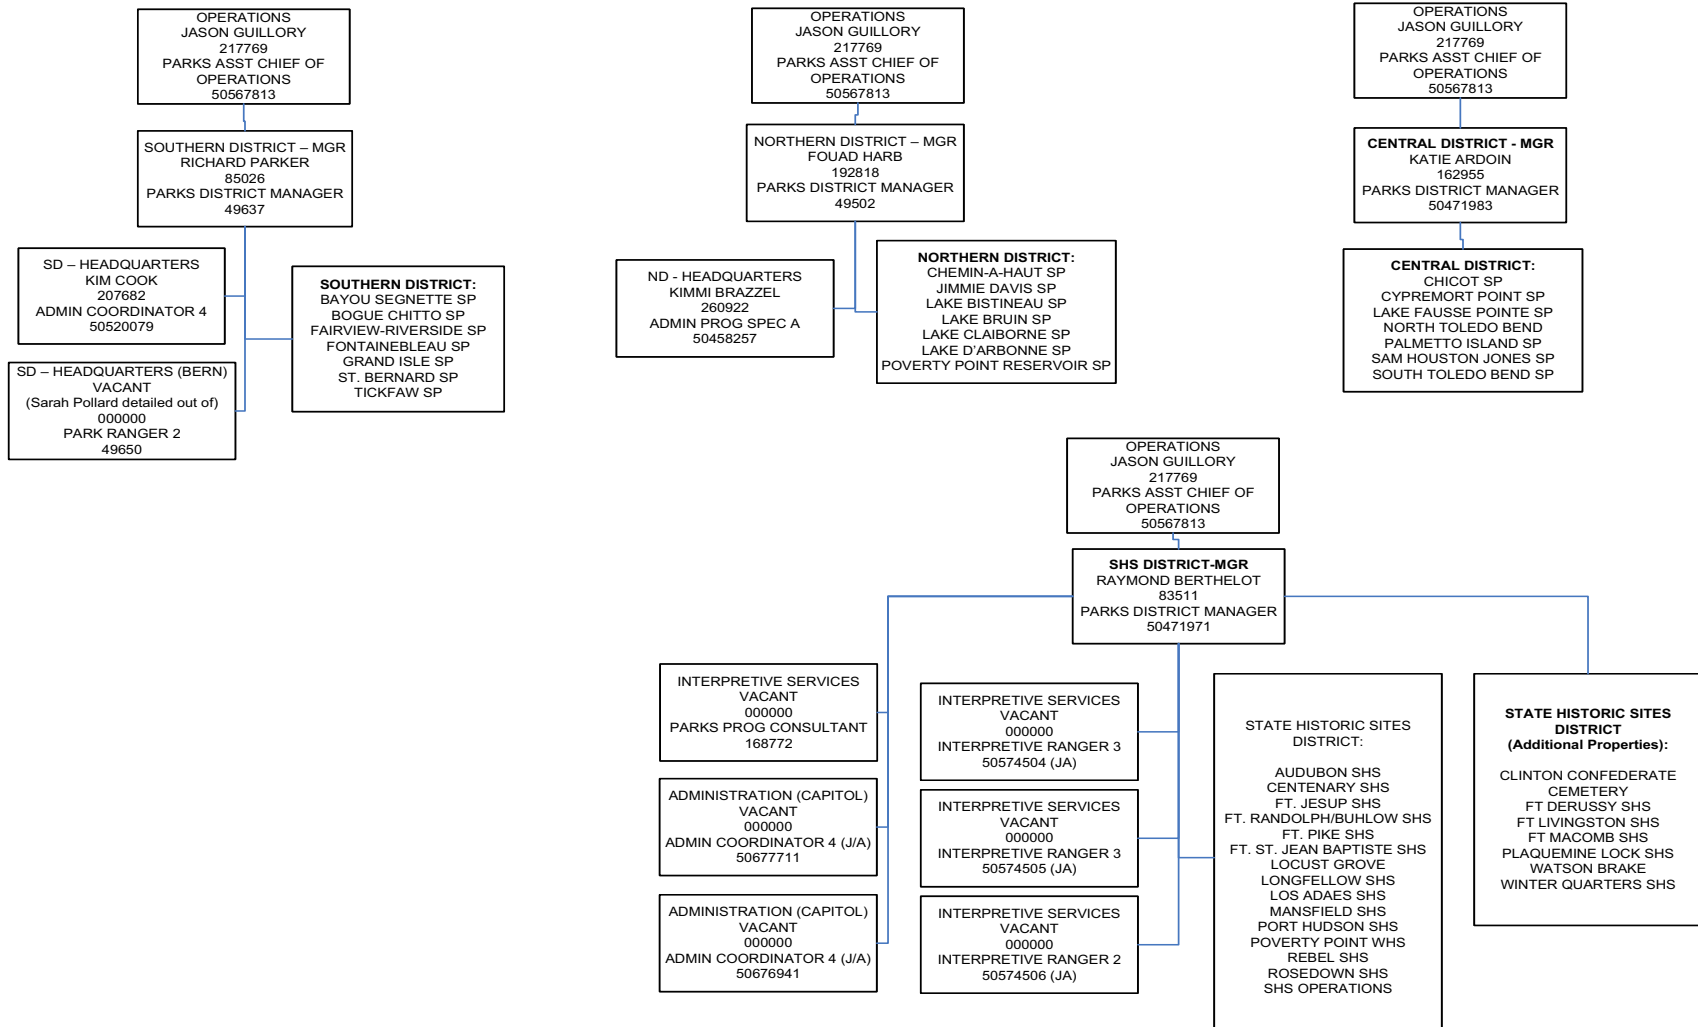 OPERATIONS
JASON GUILLORY
217769
PARKS ASST CHIEF OF
OPERATIONS
50567813
SOUTHERN DISTRICT – MGR
RICHARD PARKER
85026
PARKS DISTRICT MANAGER
49637
SD – HEADQUARTERS
KIM COOK
207682
ADMIN COORDINATOR 4
50520079
SD – HEADQUARTERS (BERN)
VACANT
(Sarah Pollard detailed out of)
000000
PARK RANGER 2
49650
SOUTHERN DISTRICT:
BAYOU SEGNETTE SP
BOGUE CHITTO SP
FAIRVIEW-RIVERSIDE SP
FONTAINEBLEAU SP
GRAND ISLE SP
ST. BERNARD SP
TICKFAW SP
OPERATIONS
JASON GUILLORY
217769
PARKS ASST CHIEF OF
OPERATIONS
50567813
NORTHERN DISTRICT – MGR
FOUAD HARB
192818
PARKS DISTRICT MANAGER
49502
ND - HEADQUARTERS
KIMMI BRAZZEL
260922
ADMIN PROG SPEC A
50458257
NORTHERN DISTRICT:
CHEMIN-A-HAUT SP
JIMMIE DAVIS SP
LAKE BISTINEAU SP
LAKE BRUIN SP
LAKE CLAIBORNE SP
LAKE D'ARBONNE SP
POVERTY POINT RESERVOIR SP
OPERATIONS
JASON GUILLORY
217769
PARKS ASST CHIEF OF
OPERATIONS
50567813
CENTRAL DISTRICT - MGR
KATIE ARDOIN
162955
PARKS DISTRICT MANAGER
50471983
CENTRAL DISTRICT:
CHICOT SP
CYPREMORT POINT SP
LAKE FAUSSE POINTE SP
NORTH TOLEDO BEND
PALMETTO ISLAND SP
SAM HOUSTON JONES SP
SOUTH TOLEDO BEND SP
OPERATIONS
JASON GUILLORY
217769
PARKS ASST CHIEF OF
OPERATIONS
50567813
SHS DISTRICT-MGR
RAYMOND BERTHELOT
83511
PARKS DISTRICT MANAGER
50471971
INTERPRETIVE SERVICES
VACANT
000000
PARKS PROG CONSULTANT
168772
ADMINISTRATION (CAPITOL)
VACANT
000000
ADMIN COORDINATOR 4 (J/A)
50677711
ADMINISTRATION (CAPITOL)
VACANT
000000
ADMIN COORDINATOR 4 (J/A)
50676941
INTERPRETIVE SERVICES
VACANT
000000
INTERPRETIVE RANGER 3
50574504 (JA)
INTERPRETIVE SERVICES
VACANT
000000
INTERPRETIVE RANGER 3
50574505 (JA)
INTERPRETIVE SERVICES
VACANT
000000
INTERPRETIVE RANGER 2
50574506 (JA)
STATE HISTORIC SITES
DISTRICT:
AUDUBON SHS
CENTENARY SHS
FT. JESUP SHS
FT. RANDOLPH/BUHLOW SHS
FT. PIKE SHS
FT. ST. JEAN BAPTISTE SHS
LOCUST GROVE
LONGFELLOW SHS
LOS ADAES SHS
MANSFIELD SHS
PORT HUDSON SHS
POVERTY POINT WHS
REBEL SHS
ROSEDOWN SHS
SHS OPERATIONS
STATE HISTORIC SITES
DISTRICT
(Additional Properties):
CLINTON CONFEDERATE
CEMETERY
FT DERUSSY SHS
FT LIVINGSTON SHS
FT MACOMB SHS
PLAQUEMINE LOCK SHS
WATSON BRAKE
WINTER QUARTERS SHS